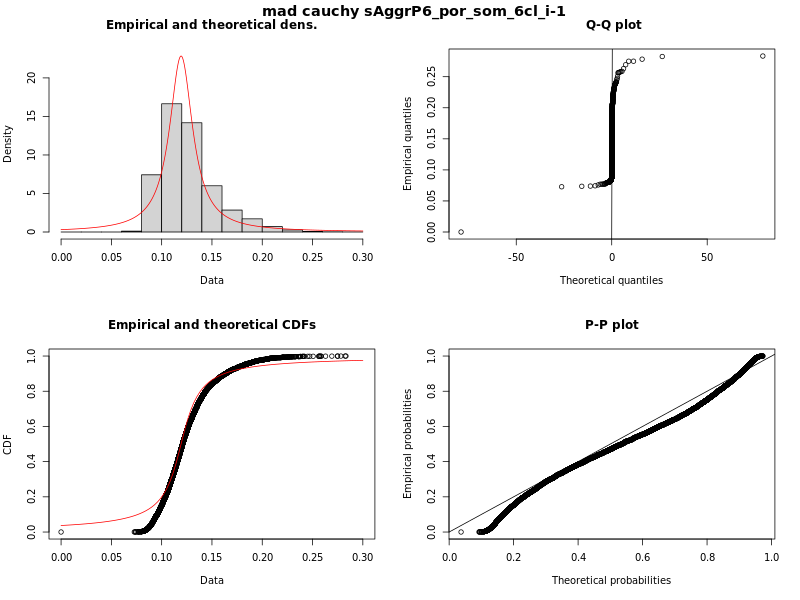 mad cauchy sAggrP6_por_som_6cl_i-1
Empirical and theoretical dens.
Density
0 5 10 15 20
0.00 0.05 0.10 0.15 0.20 0.25 0.30
Data
Q-Q plot
Empirical quantiles
0.00 0.05 0.10 0.15 0.20 0.25
-50 0 50
Theoretical quantiles
Empirical and theoretical CDFs
CDF
0.0 0.2 0.4 0.6 0.8 1.0
0.00 0.05 0.10 0.15 0.20 0.25 0.30
Data
P-P plot
Empirical probabilities
0.0 0.2 0.4 0.6 0.8 1.0
0.0 0.2 0.4 0.6 0.8 1.0
Theoretical probabilities